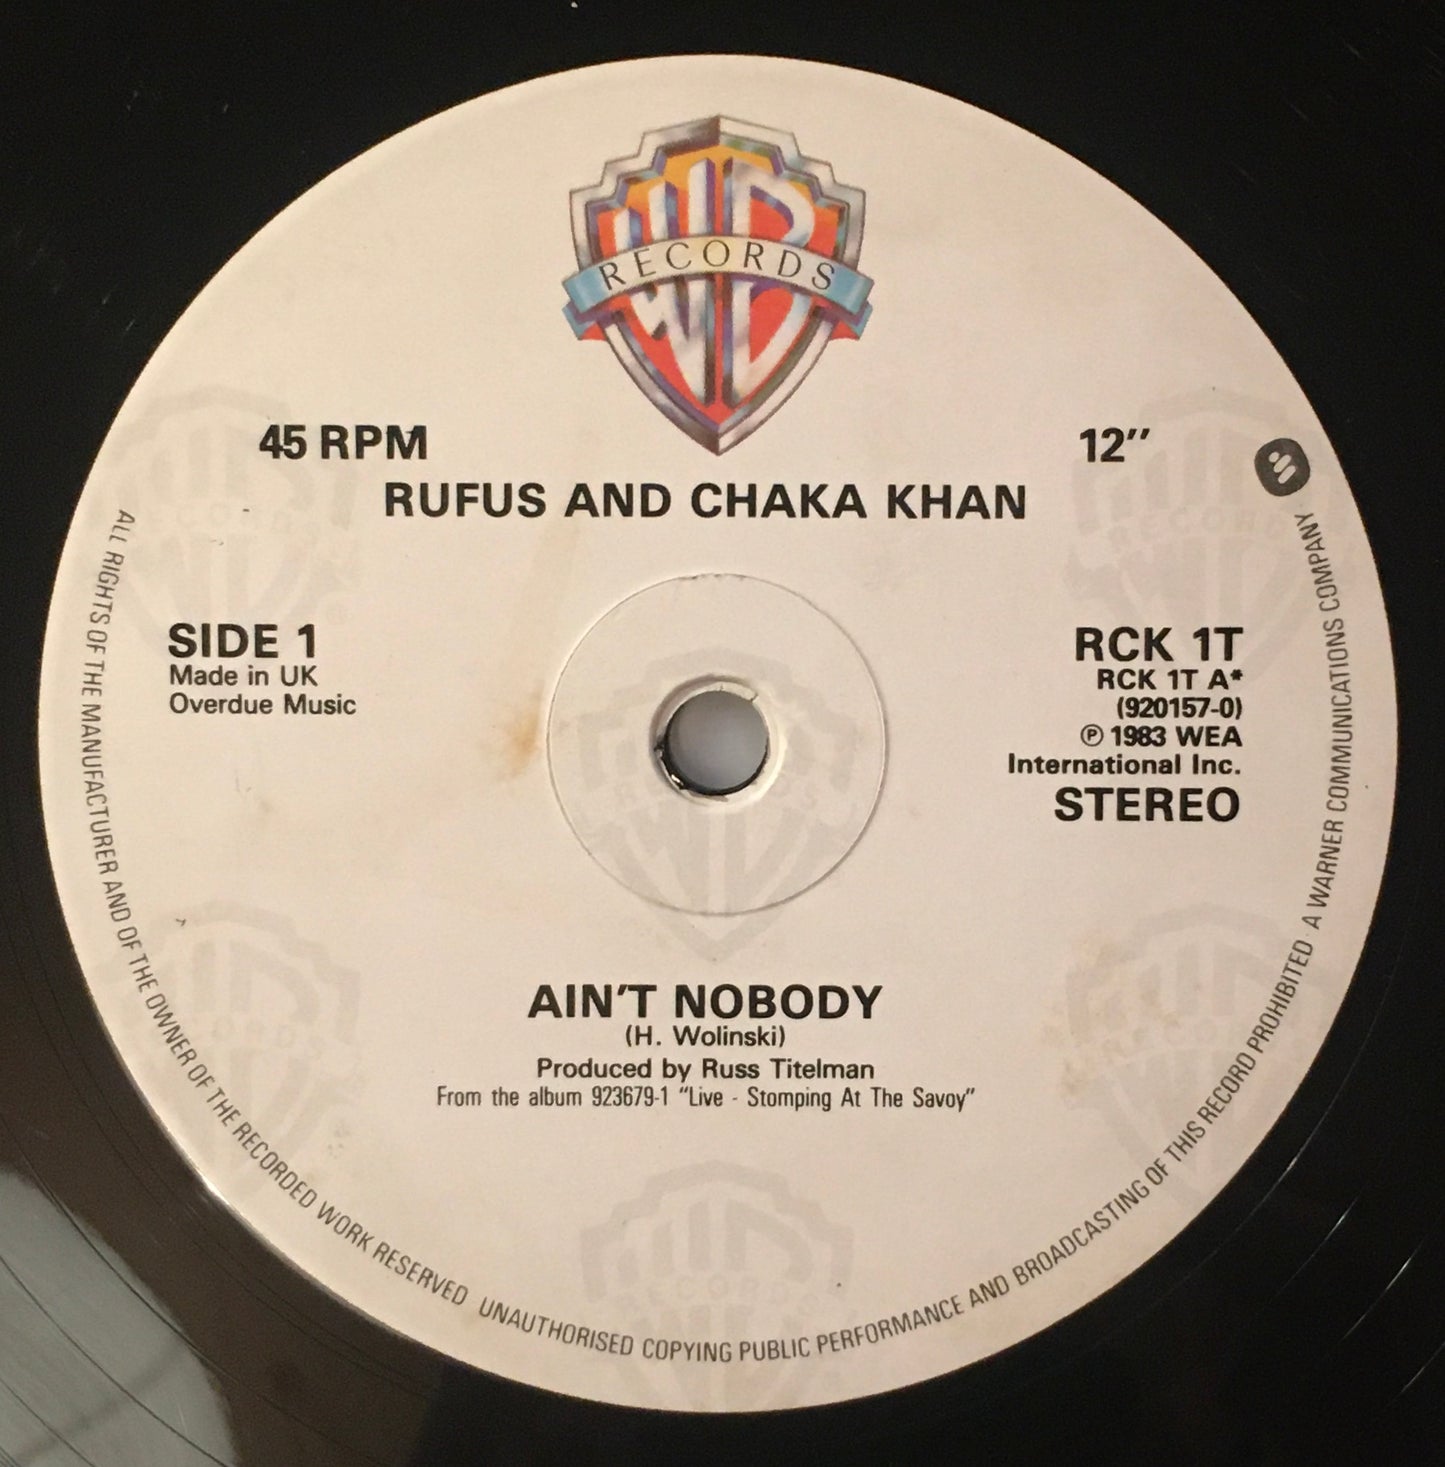 WB
RECORDS
45 RPM
12"
RUFUS AND CHAKA KHAN
SIDE 1
Made in UK
Overdue Music
RCK 1T
RCK 1T A*
(920157-0)
Ⓟ 1983 WEA
International Inc.
STEREO
AIN'T NOBODY
(H. Wolinski)
Produced by Russ Titelman
From the album 923679-1 "Live - Stomping At The Savoy"
ALL RIGHTS OF THE MANUFACTURER AND OF THE OWNER OF THE RECORDED WORK RESERVED UNAUTHORISED COPYING PUBLIC PERFORMANCE AND BROADCASTING OF THIS RECORD PROHIBITED · A WARNER COMMUNICATIONS COMPANY